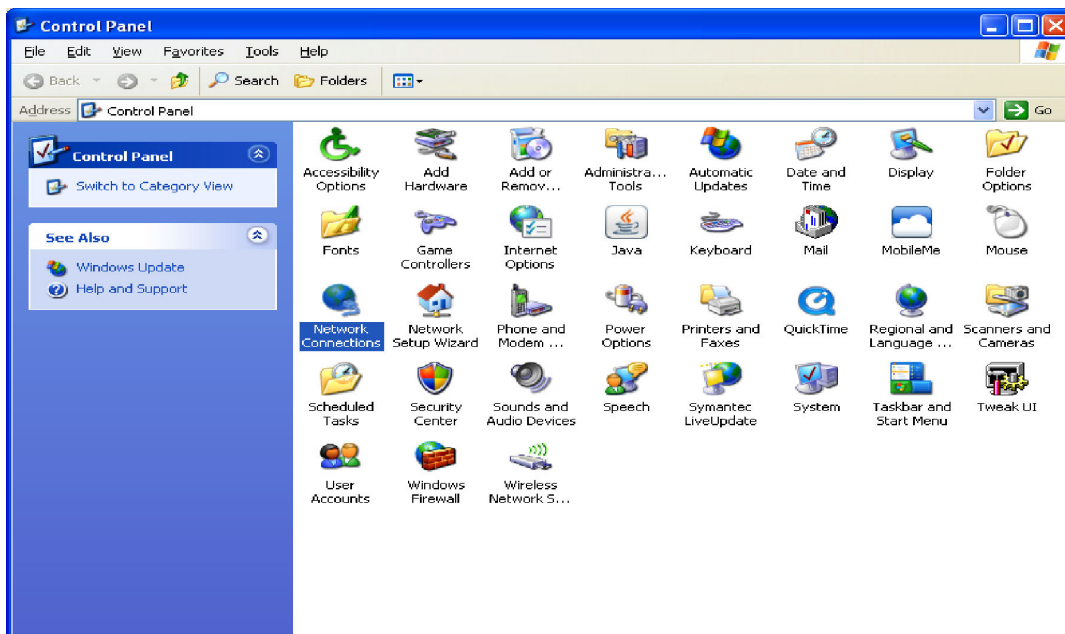 Control Panel
File Edit View Favorites Tools Help
Back Search Folders
Address Control Panel Go
Control Panel
Switch to Category View
See Also
Windows Update
Help and Support
Accessibility Options
Add Hardware
Add or Remov...
Administra... Tools
Automatic Updates
Date and Time
Display
Folder Options
Fonts
Game Controllers
Internet Options
Java
Keyboard
Mail
MobileMe
Mouse
Network Connections
Network Setup Wizard
Phone and Modem ...
Power Options
Printers and Faxes
QuickTime
Regional and Language ...
Scanners and Cameras
Scheduled Tasks
Security Center
Sounds and Audio Devices
Speech
Symantec LiveUpdate
System
Taskbar and Start Menu
Tweak UI
User Accounts
Windows Firewall
Wireless Network S...